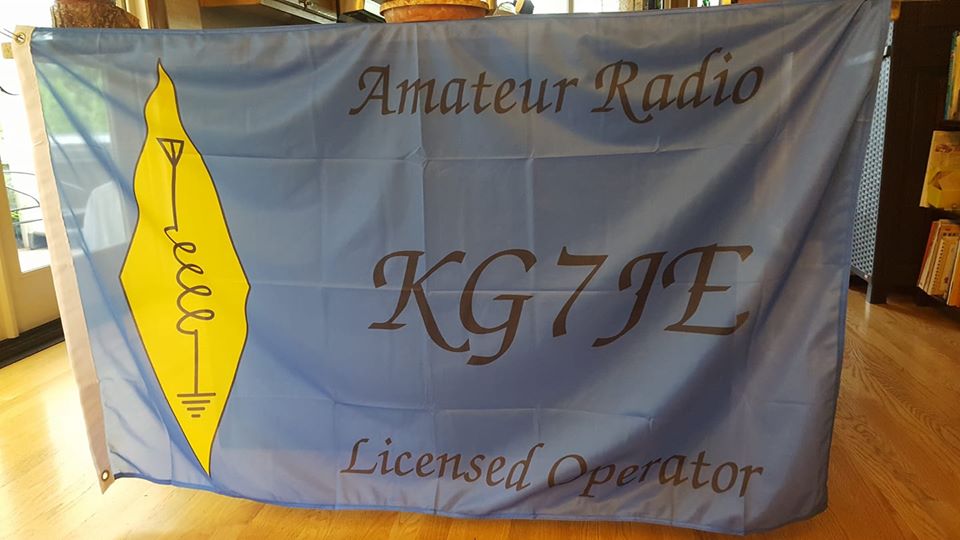 Amateur Radio
KG7JE
Licensed Operator